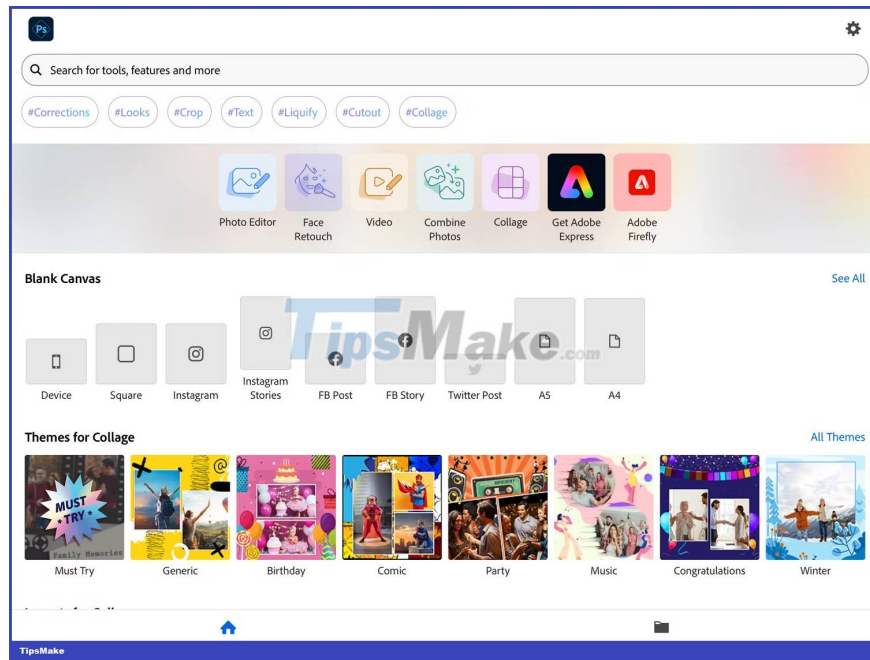 Ps
Search for tools, features and more
#Corrections #Looks #Crop #Text #Liquify #Cutout #Collage
Photo Editor
Face
Retouch
Video
Combine
Photos
Collage
Get Adobe
Express
Adobe
Firefly
Blank Canvas
See All
TipsMake.com
Device
Square
Instagram
Instagram
Stories
FB Post
FB Story
Twitter Post
A5
A4
Themes for Collage
All Themes
MUST
TRY
Family Memories
Must Try
Generic
Birthday
Comic
Party
Music
Congratulations
Winter
TipsMake